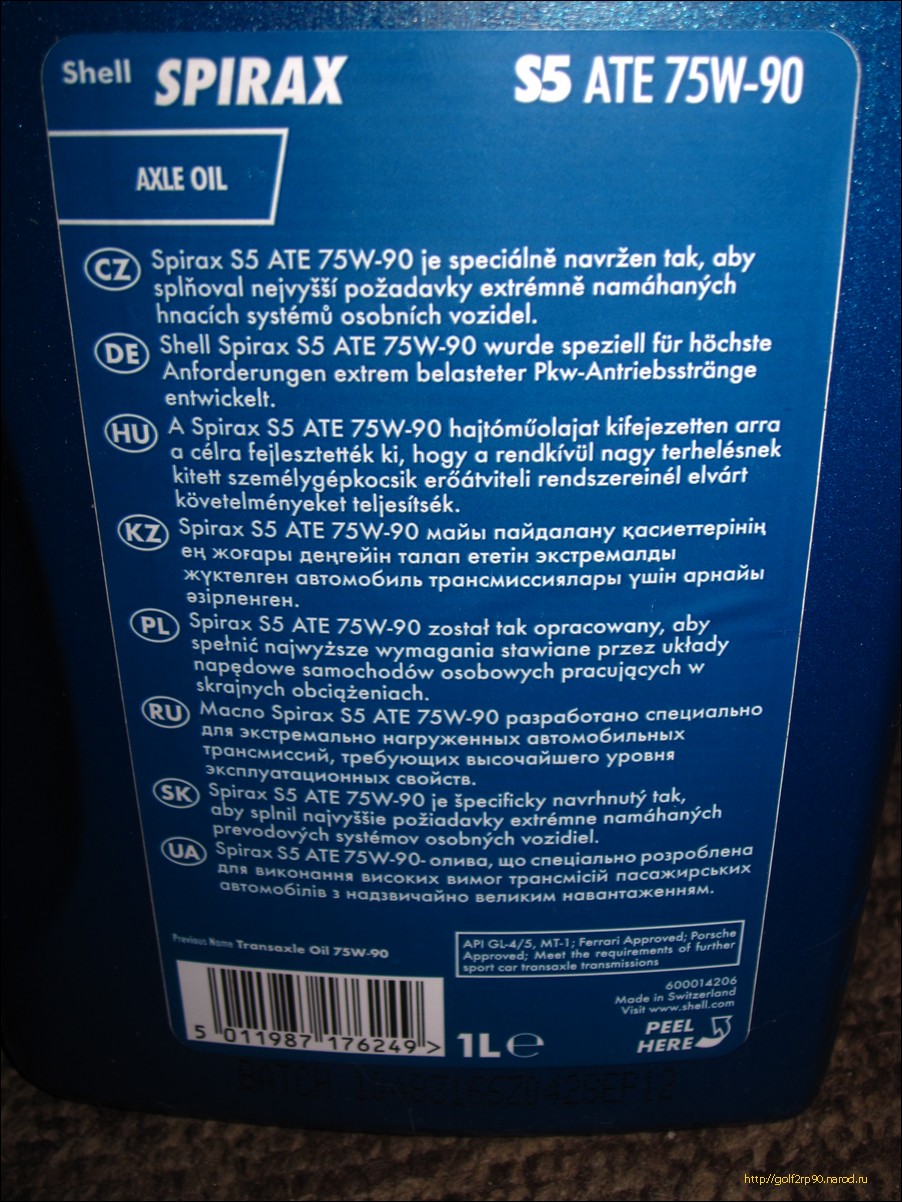 Shell SPIRAX S5 ATE 75W-90
AXLE OIL
CZ Spirax S5 ATE 75W-90 je speciálně navržen tak, aby
splňoval nejvyšší požadavky extrémně namáhaných
hnacích systémů osobních vozidel.
DE Shell Spirax S5 ATE 75W-90 wurde speziell für höchste
Anforderungen extrem belasteter Pkw-Antriebsstränge
entwickelt.
HU A Spirax S5 ATE 75W-90 hajtóműolajat kifejezetten arra
a célra fejlesztették ki, hogy a rendkívül nagy terhelésnek
kitett személygépkocsik erőátviteli rendszereinél elvárt
követelményeket teljesítsék.
KZ Spirax S5 ATE 75W-90 майы пайдалану қасиеттерінің
ең жоғары деңгейін талап ететін экстремалды
жүктелген автомобиль трансмиссиялары үшін арнайы
әзірленген.
PL Spirax S5 ATE 75W-90 został tak opracowany, aby
spełnić najwyższe wymagania stawiane przez układy
napędowe samochodów osobowych pracujących w
skrajnych obciążeniach.
RU Масло Spirax S5 ATE 75W-90 разработано специально
для экстремально нагруженных автомобильных
трансмиссий, требующих высочайшего уровня
эксплуатационных свойств.
SK Spirax S5 ATE 75W-90 je špecificky navrhnutý tak,
aby splnil najvyššie požiadavky extrémne namáhaných
prevodových systémov osobných vozidiel.
UA Spirax S5 ATE 75W-90- олива, що спеціально розроблена
для виконання високих вимог трансмісій пасажирських
автомобілів з надзвичайно великим навантаженням.
Previous Name Transaxle Oil 75W-90
API GL-4/5, MT-1; Ferrari Approved; Porsche
Approved; Meet the requirements of further
sport car transaxle transmissions
600014206
Made in Switzerland
Visit www.shell.com
5 011987 176249 >
1L ℮
PEEL
HERE
BATCH
http://golf2rp90.narod.ru